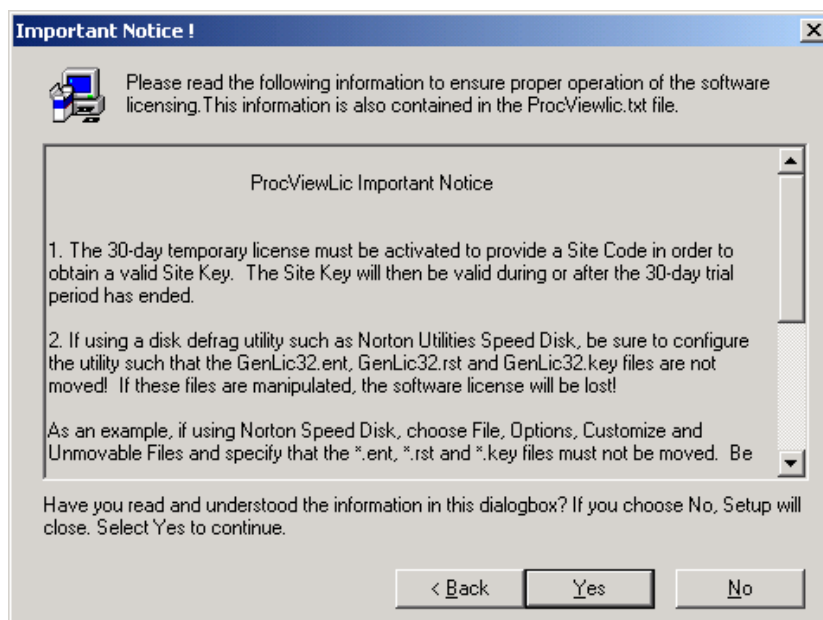 Important Notice !
Please read the following information to ensure proper operation of the software
licensing.This information is also contained in the ProcViewlic.txt file.
ProcViewLic Important Notice
1. The 30-day temporary license must be activated to provide a Site Code in order to
obtain a valid Site Key.  The Site Key will then be valid during or after the 30-day trial
period has ended.
2. If using a disk defrag utility such as Norton Utilities Speed Disk, be sure to configure
the utility such that the GenLic32.ent, GenLic32.rst and GenLic32.key files are not
moved!  If these files are manipulated, the software license will be lost!
As an example, if using Norton Speed Disk, choose File, Options, Customize and
Unmovable Files and specify that the *.ent, *.rst and *.key files must not be moved.  Be
Have you read and understood the information in this dialogbox? If you choose No, Setup will
close. Select Yes to continue.
< Back
Yes
No